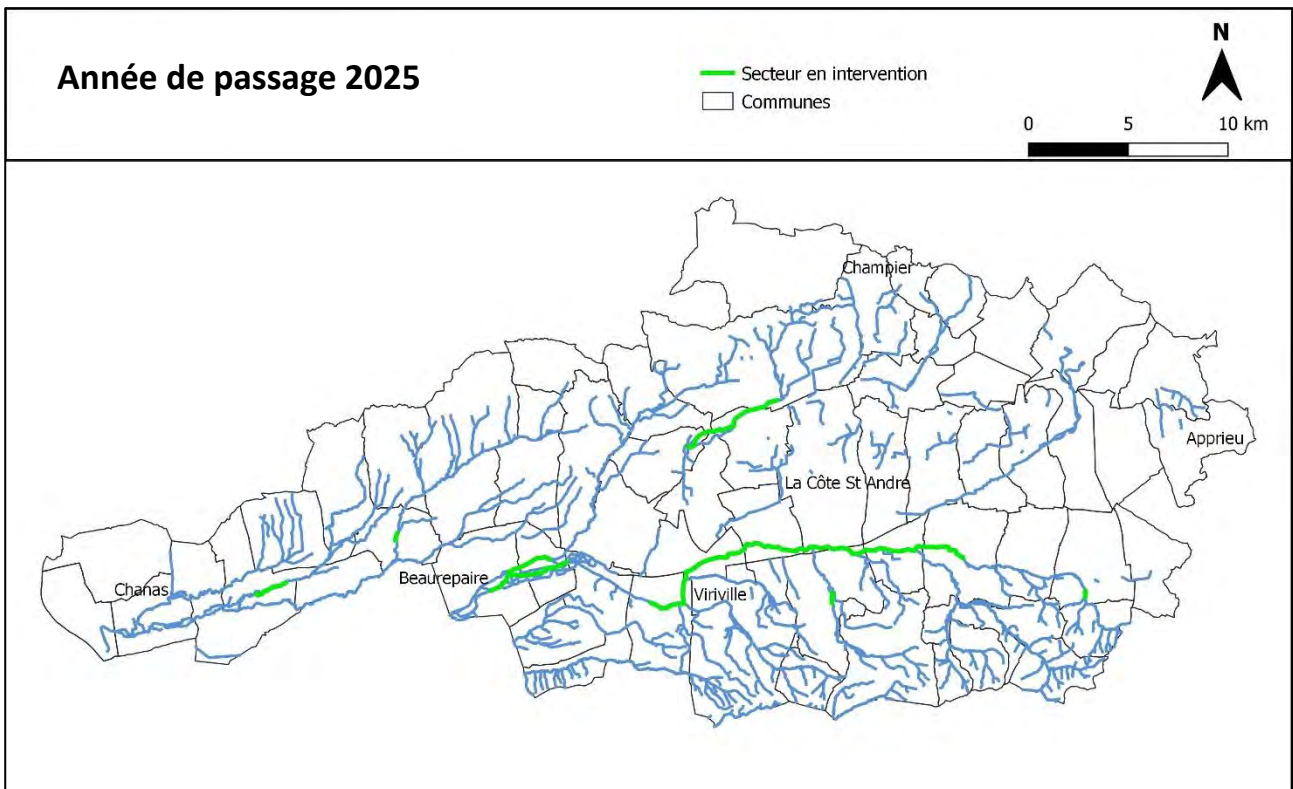 N
Année de passage 2025
Secteur en intervention
Communes
0 5 10 km
Champier
Apprieu
La Côte St André
Chanas
Beaurepaire
Viriville